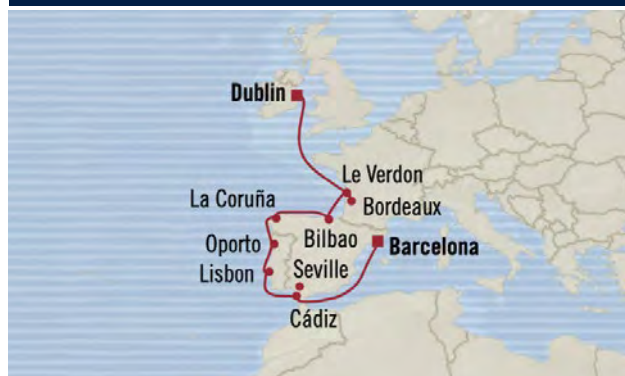 Dublin
Le Verdon
La Coruña
Bordeaux
Oporto
Bilbao
Barcelona
Lisbon
Seville
Cádiz